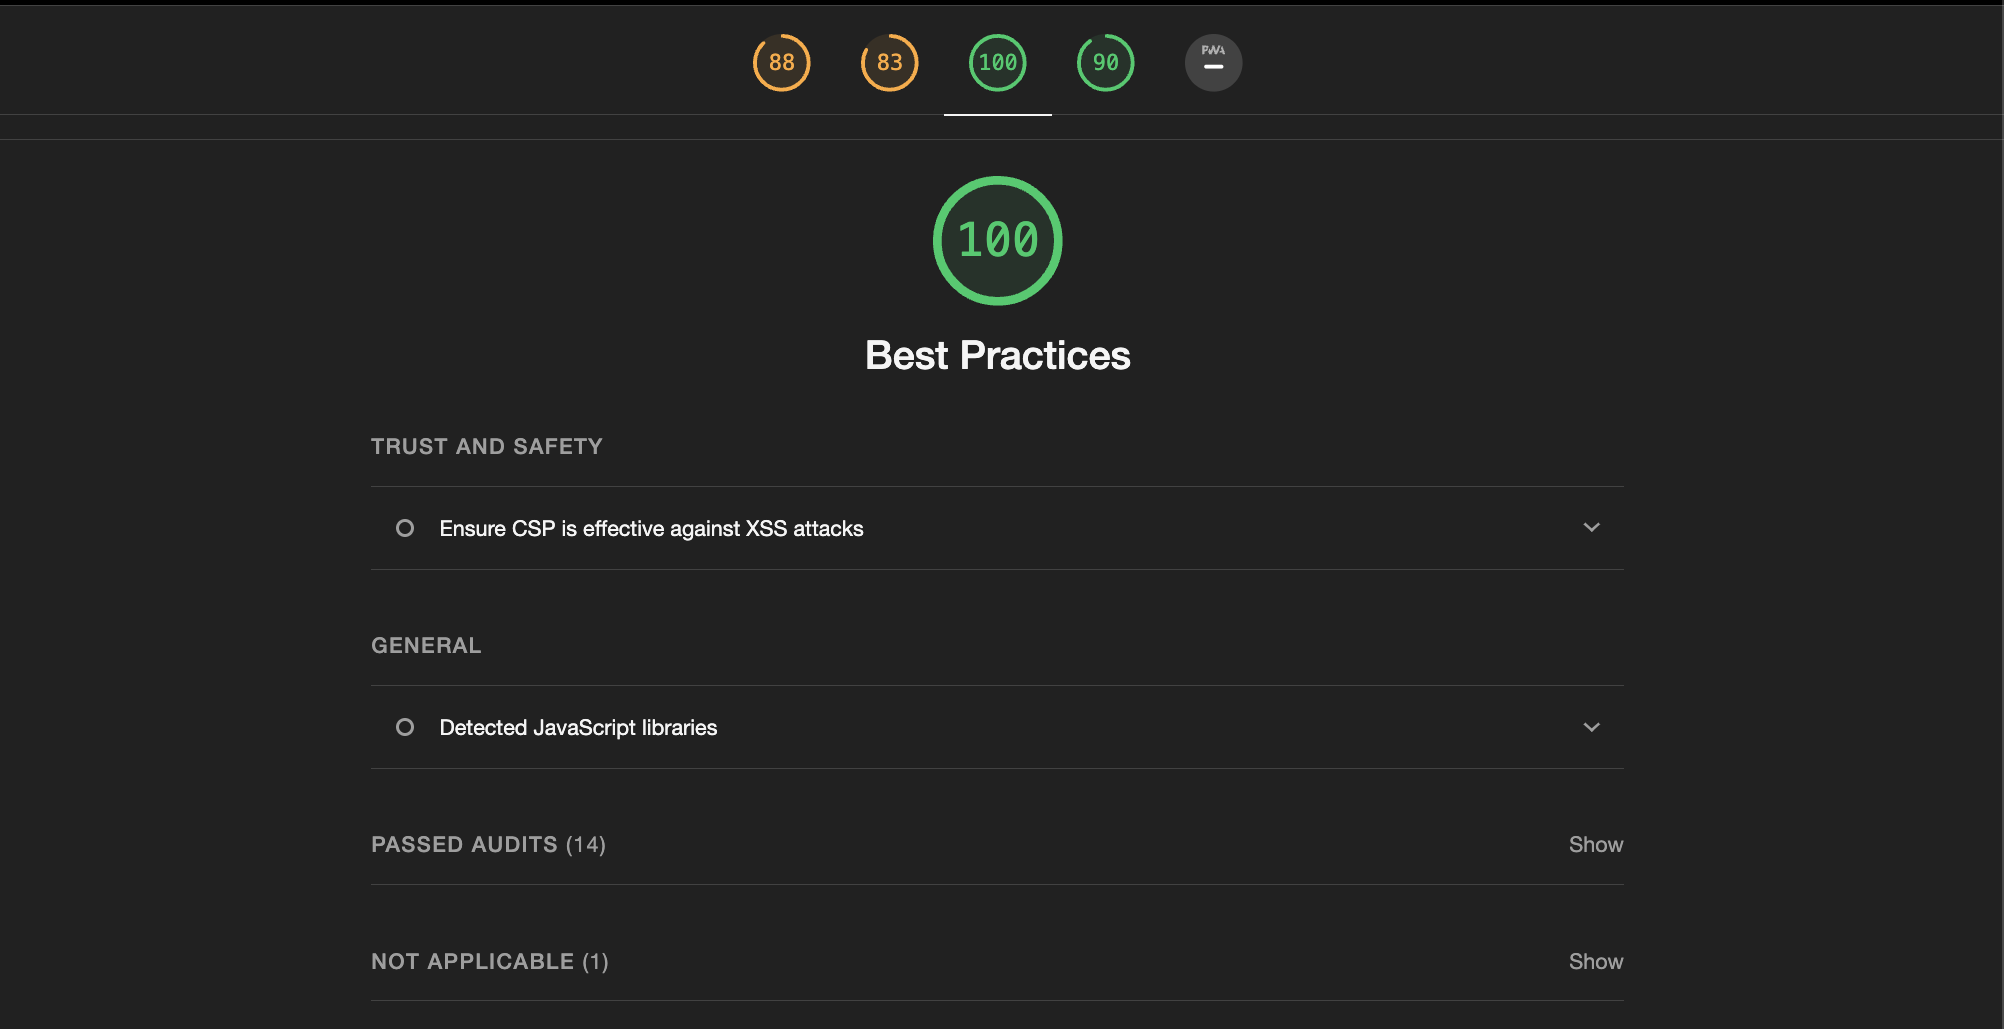 88 83 100 90 PWA
100
Best Practices
TRUST AND SAFETY
Ensure CSP is effective against XSS attacks
GENERAL
Detected JavaScript libraries
PASSED AUDITS (14) Show
NOT APPLICABLE (1) Show